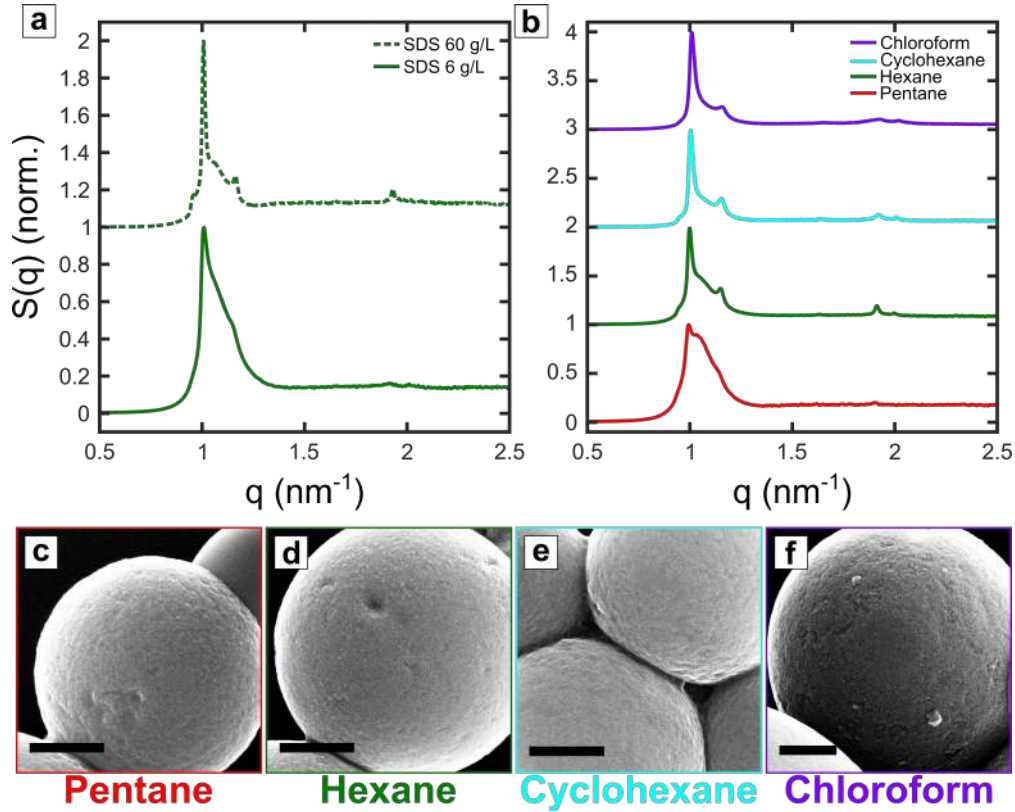 a
SDS 60 g/L
SDS 6 g/L
S(q) (norm.)
2
1.8
1.6
1.4
1.2
1
0.8
0.6
0.4
0.2
0
0.5
1
1.5
2
2.5
q (nm⁻¹)
b
Chloroform
Cyclohexane
Hexane
Pentane
4
3.5
3
2.5
2
1.5
1
0.5
0
0.5
1
1.5
2
2.5
q (nm⁻¹)
c
d
e
f
Pentane
Hexane
Cyclohexane
Chloroform